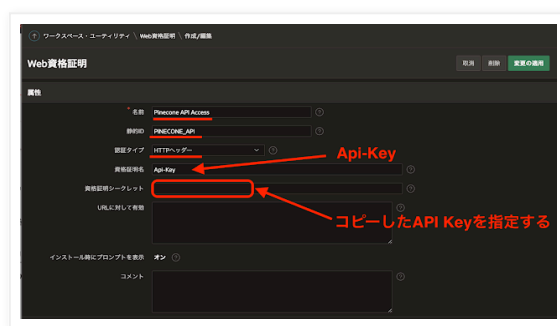 ワークスペース・ユーティリティ \ Web資格証明 \ 作成/編集
Web資格証明
取消 削除 変更の適用
属性
* 名前 Pinecone API Access
静的ID PINECONE_API
認証タイプ HTTPヘッダー
Api-Key
資格証明名 Api-Key
資格証明シークレット
コピーしたAPI Keyを指定する
URLに対して有効
インストール時にプロンプトを表示 オン
コメント